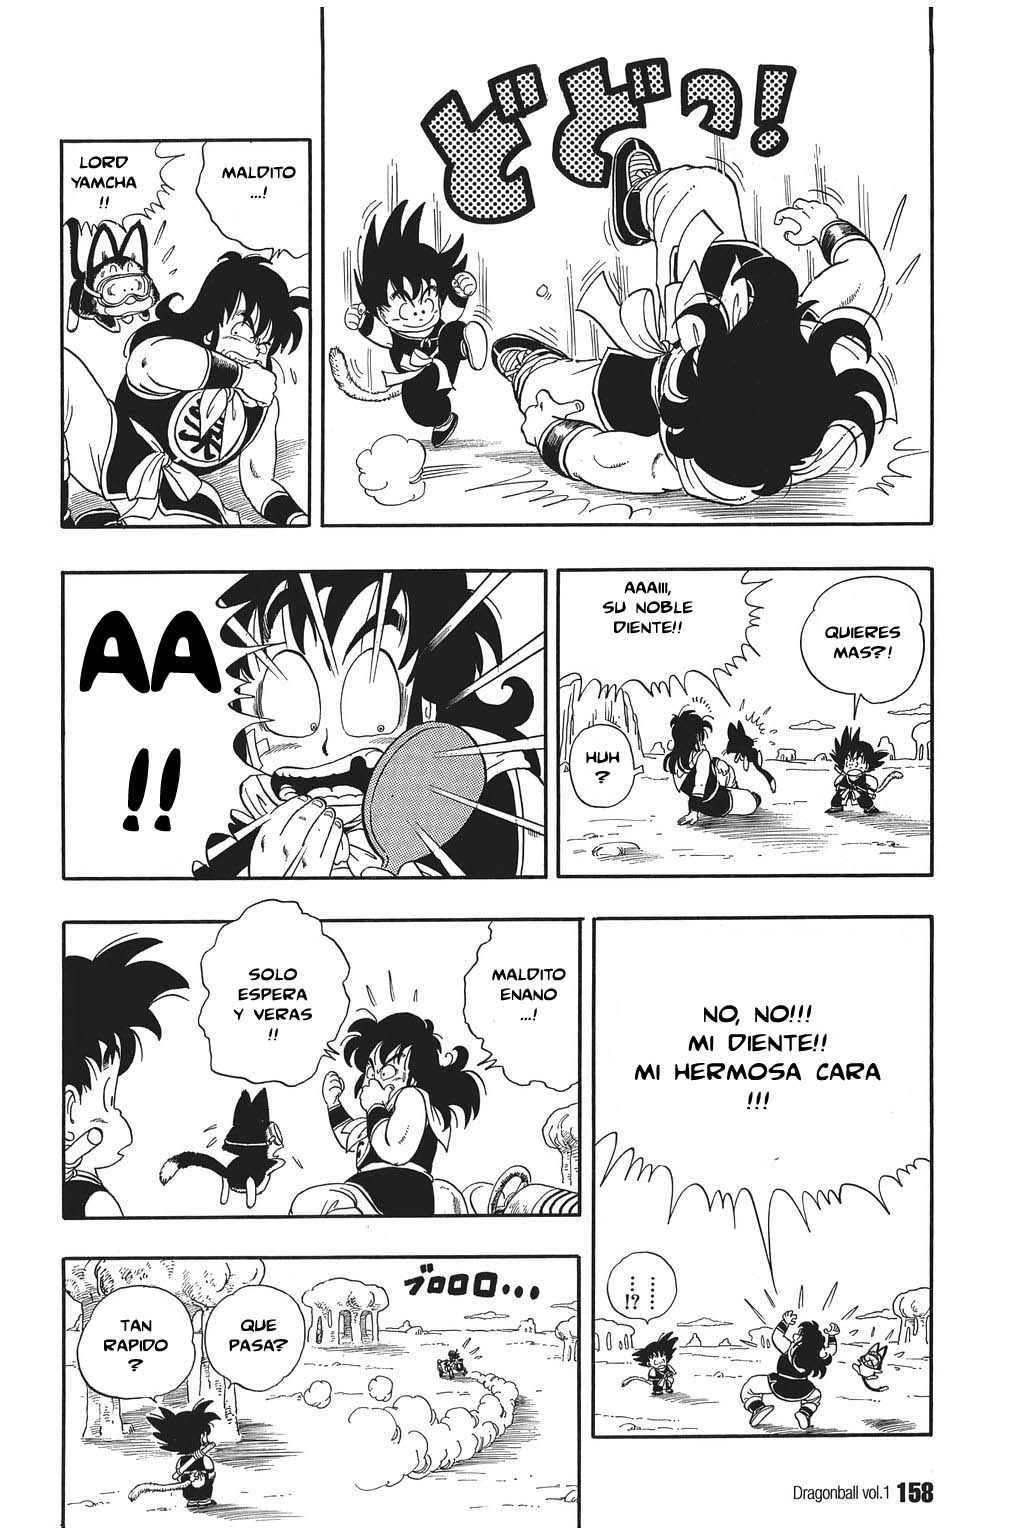 どどっ!
MALDITO
...!
LORD
YAMCHA
!!
QUIERES
MAS?!
AAAIII,
SU NOBLE
DIENTE!!
HUH
?
AA
!!
NO, NO!!!
MI DIENTE!!
MI HERMOSA CARA
!!!
……
…!?
MALDITO
ENANO
...!
SOLO
ESPERA
Y VERAS
!!
ブロロロ...
QUE
PASA?
TAN
RAPIDO
?
Dragonball vol.1 158